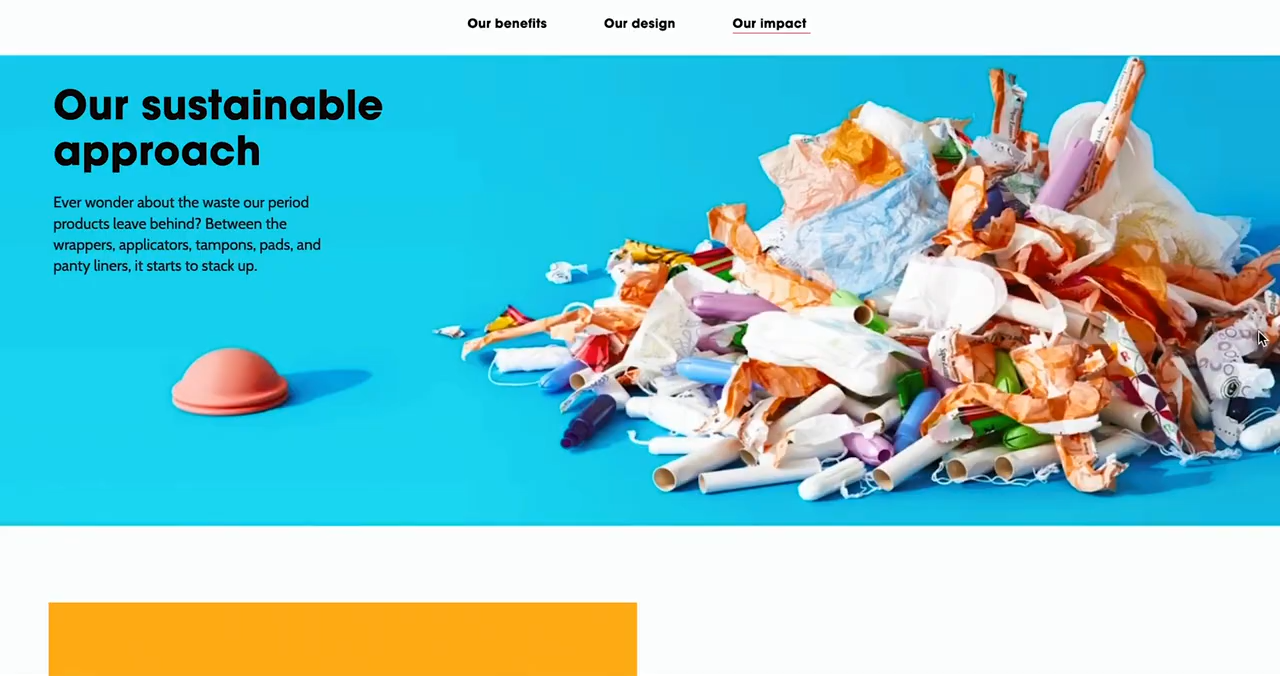 Our benefits
Our design
Our impact
Our sustainable
approach
Ever wonder about the waste our period
products leave behind? Between the
wrappers, applicators, tampons, pads, and
panty liners, it starts to stack up.